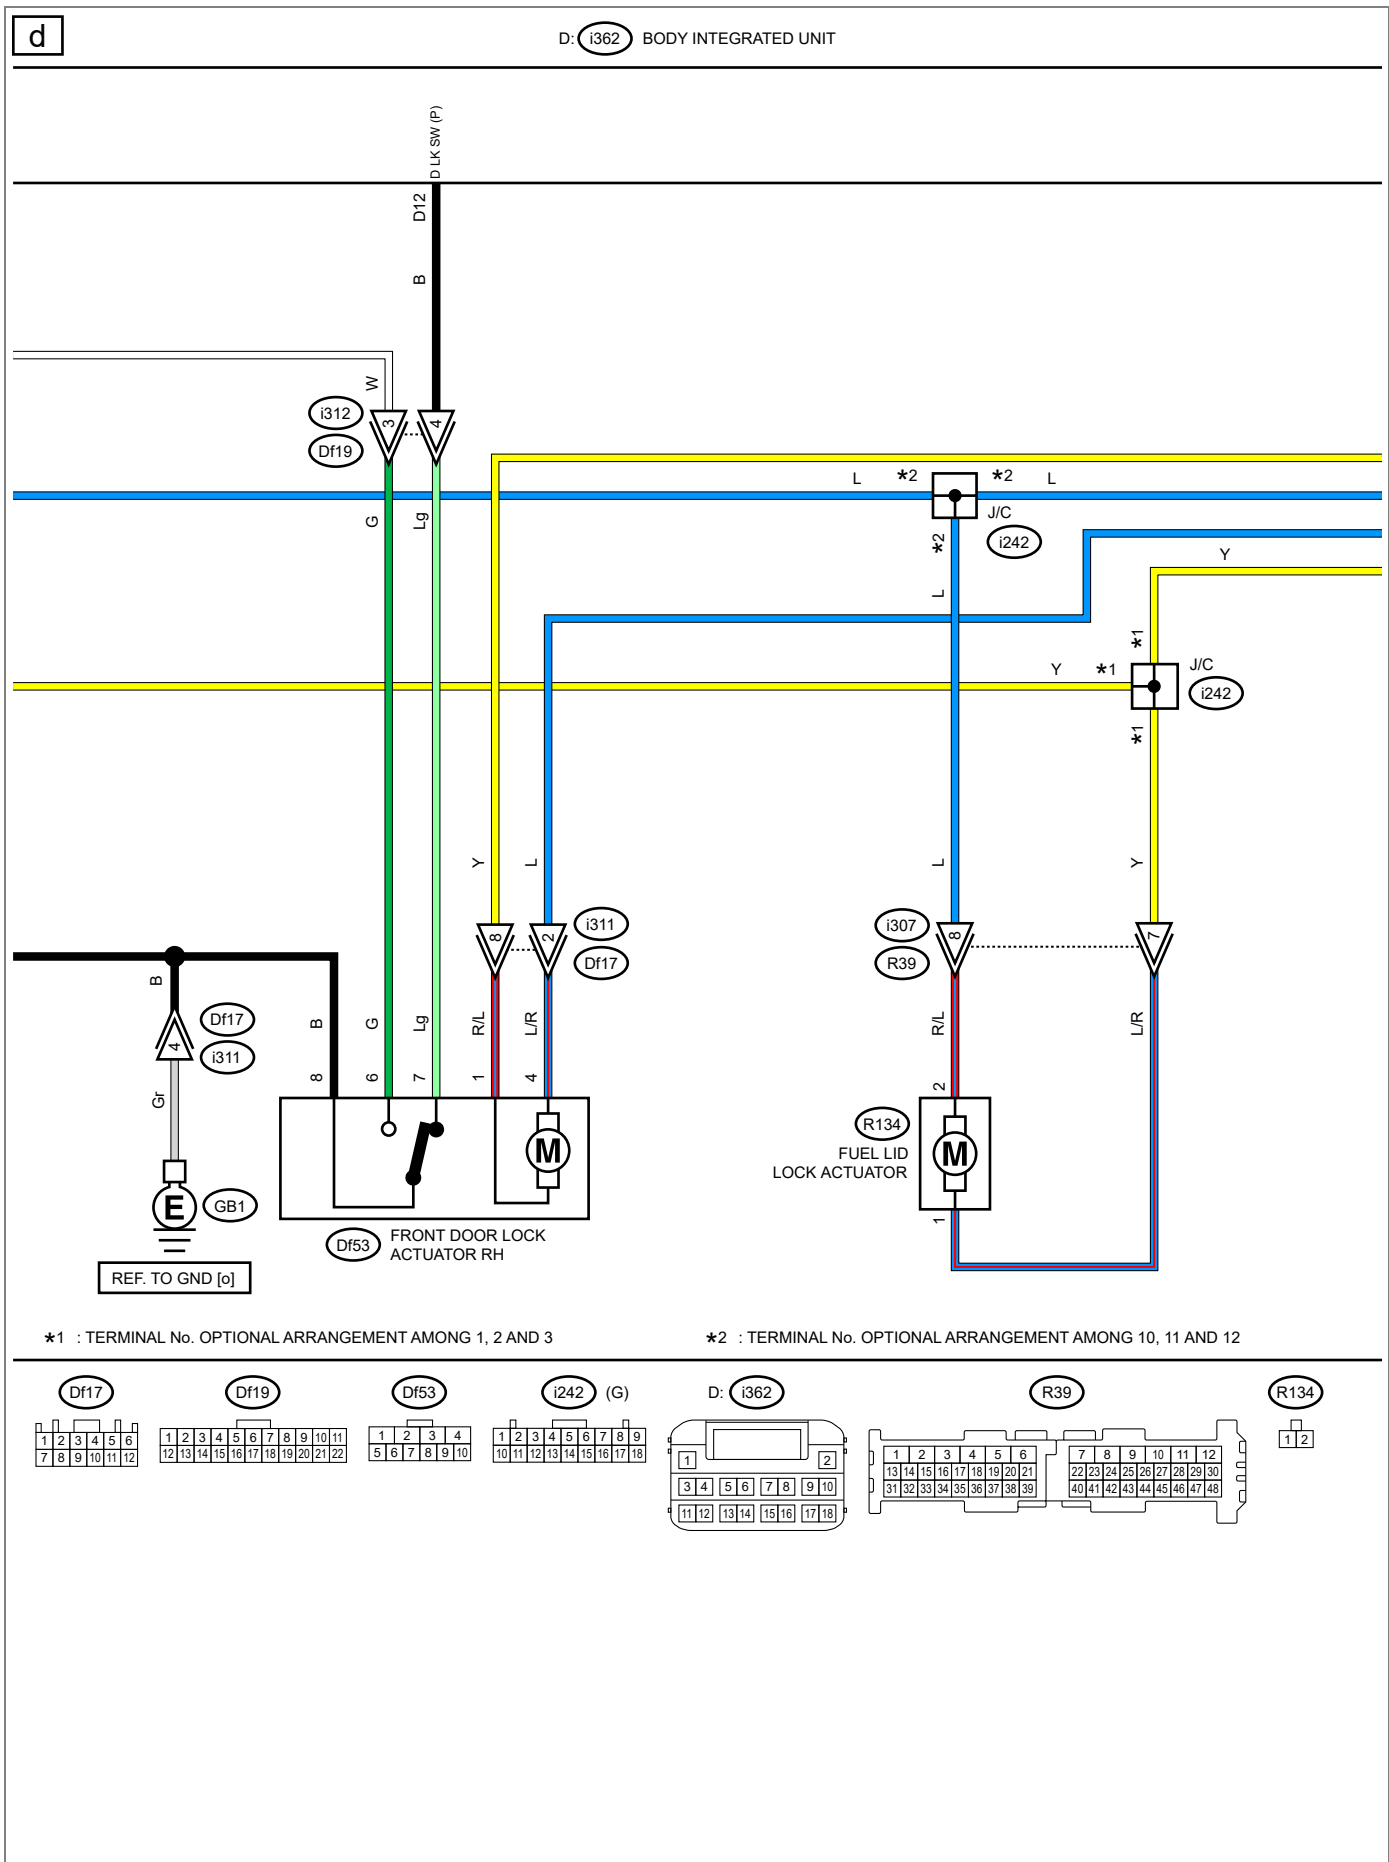 d
D: i362 BODY INTEGRATED UNIT
D LK SW (P)
D12
B
W
i312
Df19
3
4
L
*2
*2
L
J/C
i242
G
Lg
*2
L
Y
*1
Y
*1
J/C
i242
*1
Y
L
L
Y
8
2
i311
Df17
i307
R39
8
7
B
Df17
i311
4
Gr
B
G
Lg
R/L
L/R
R/L
L/R
8
6
7
1
4
2
M
R134
FUEL LID
LOCK ACTUATOR
M
1
E
GB1
Df53
FRONT DOOR LOCK
ACTUATOR RH
REF. TO GND [o]
*1 : TERMINAL No. OPTIONAL ARRANGEMENT AMONG 1, 2 AND 3
*2 : TERMINAL No. OPTIONAL ARRANGEMENT AMONG 10, 11 AND 12
Df17
1 2 3 4 5 6
7 8 9 10 11 12
Df19
1 2 3 4 5 6 7 8 9 10 11
12 13 14 15 16 17 18 19 20 21 22
Df53
1 2 3 4
5 6 7 8 9 10
i242 (G)
1 2 3 4 5 6 7 8 9
10 11 12 13 14 15 16 17 18
D: i362
1 2
3 4 5 6 7 8 9 10
11 12 13 14 15 16 17 18
R39
1 2 3 4 5 6 7 8 9 10 11 12
13 14 15 16 17 18 19 20 21 22 23 24 25 26 27 28 29 30
31 32 33 34 35 36 37 38 39 40 41 42 43 44 45 46 47 48
R134
1 2